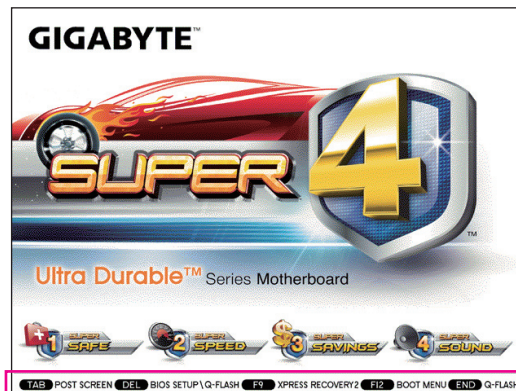 GIGABYTE™
SUPER 4 ™
Ultra Durable™ Series Motherboard
1 SUPER SAFE 2 SUPER SPEED 3 SUPER SAVINGS 4 SUPER SOUND
TAB POST SCREEN DEL BIOS SETUP\Q-FLASH F9 XPRESS RECOVERY2 F12 BOOT MENU END Q-FLASH